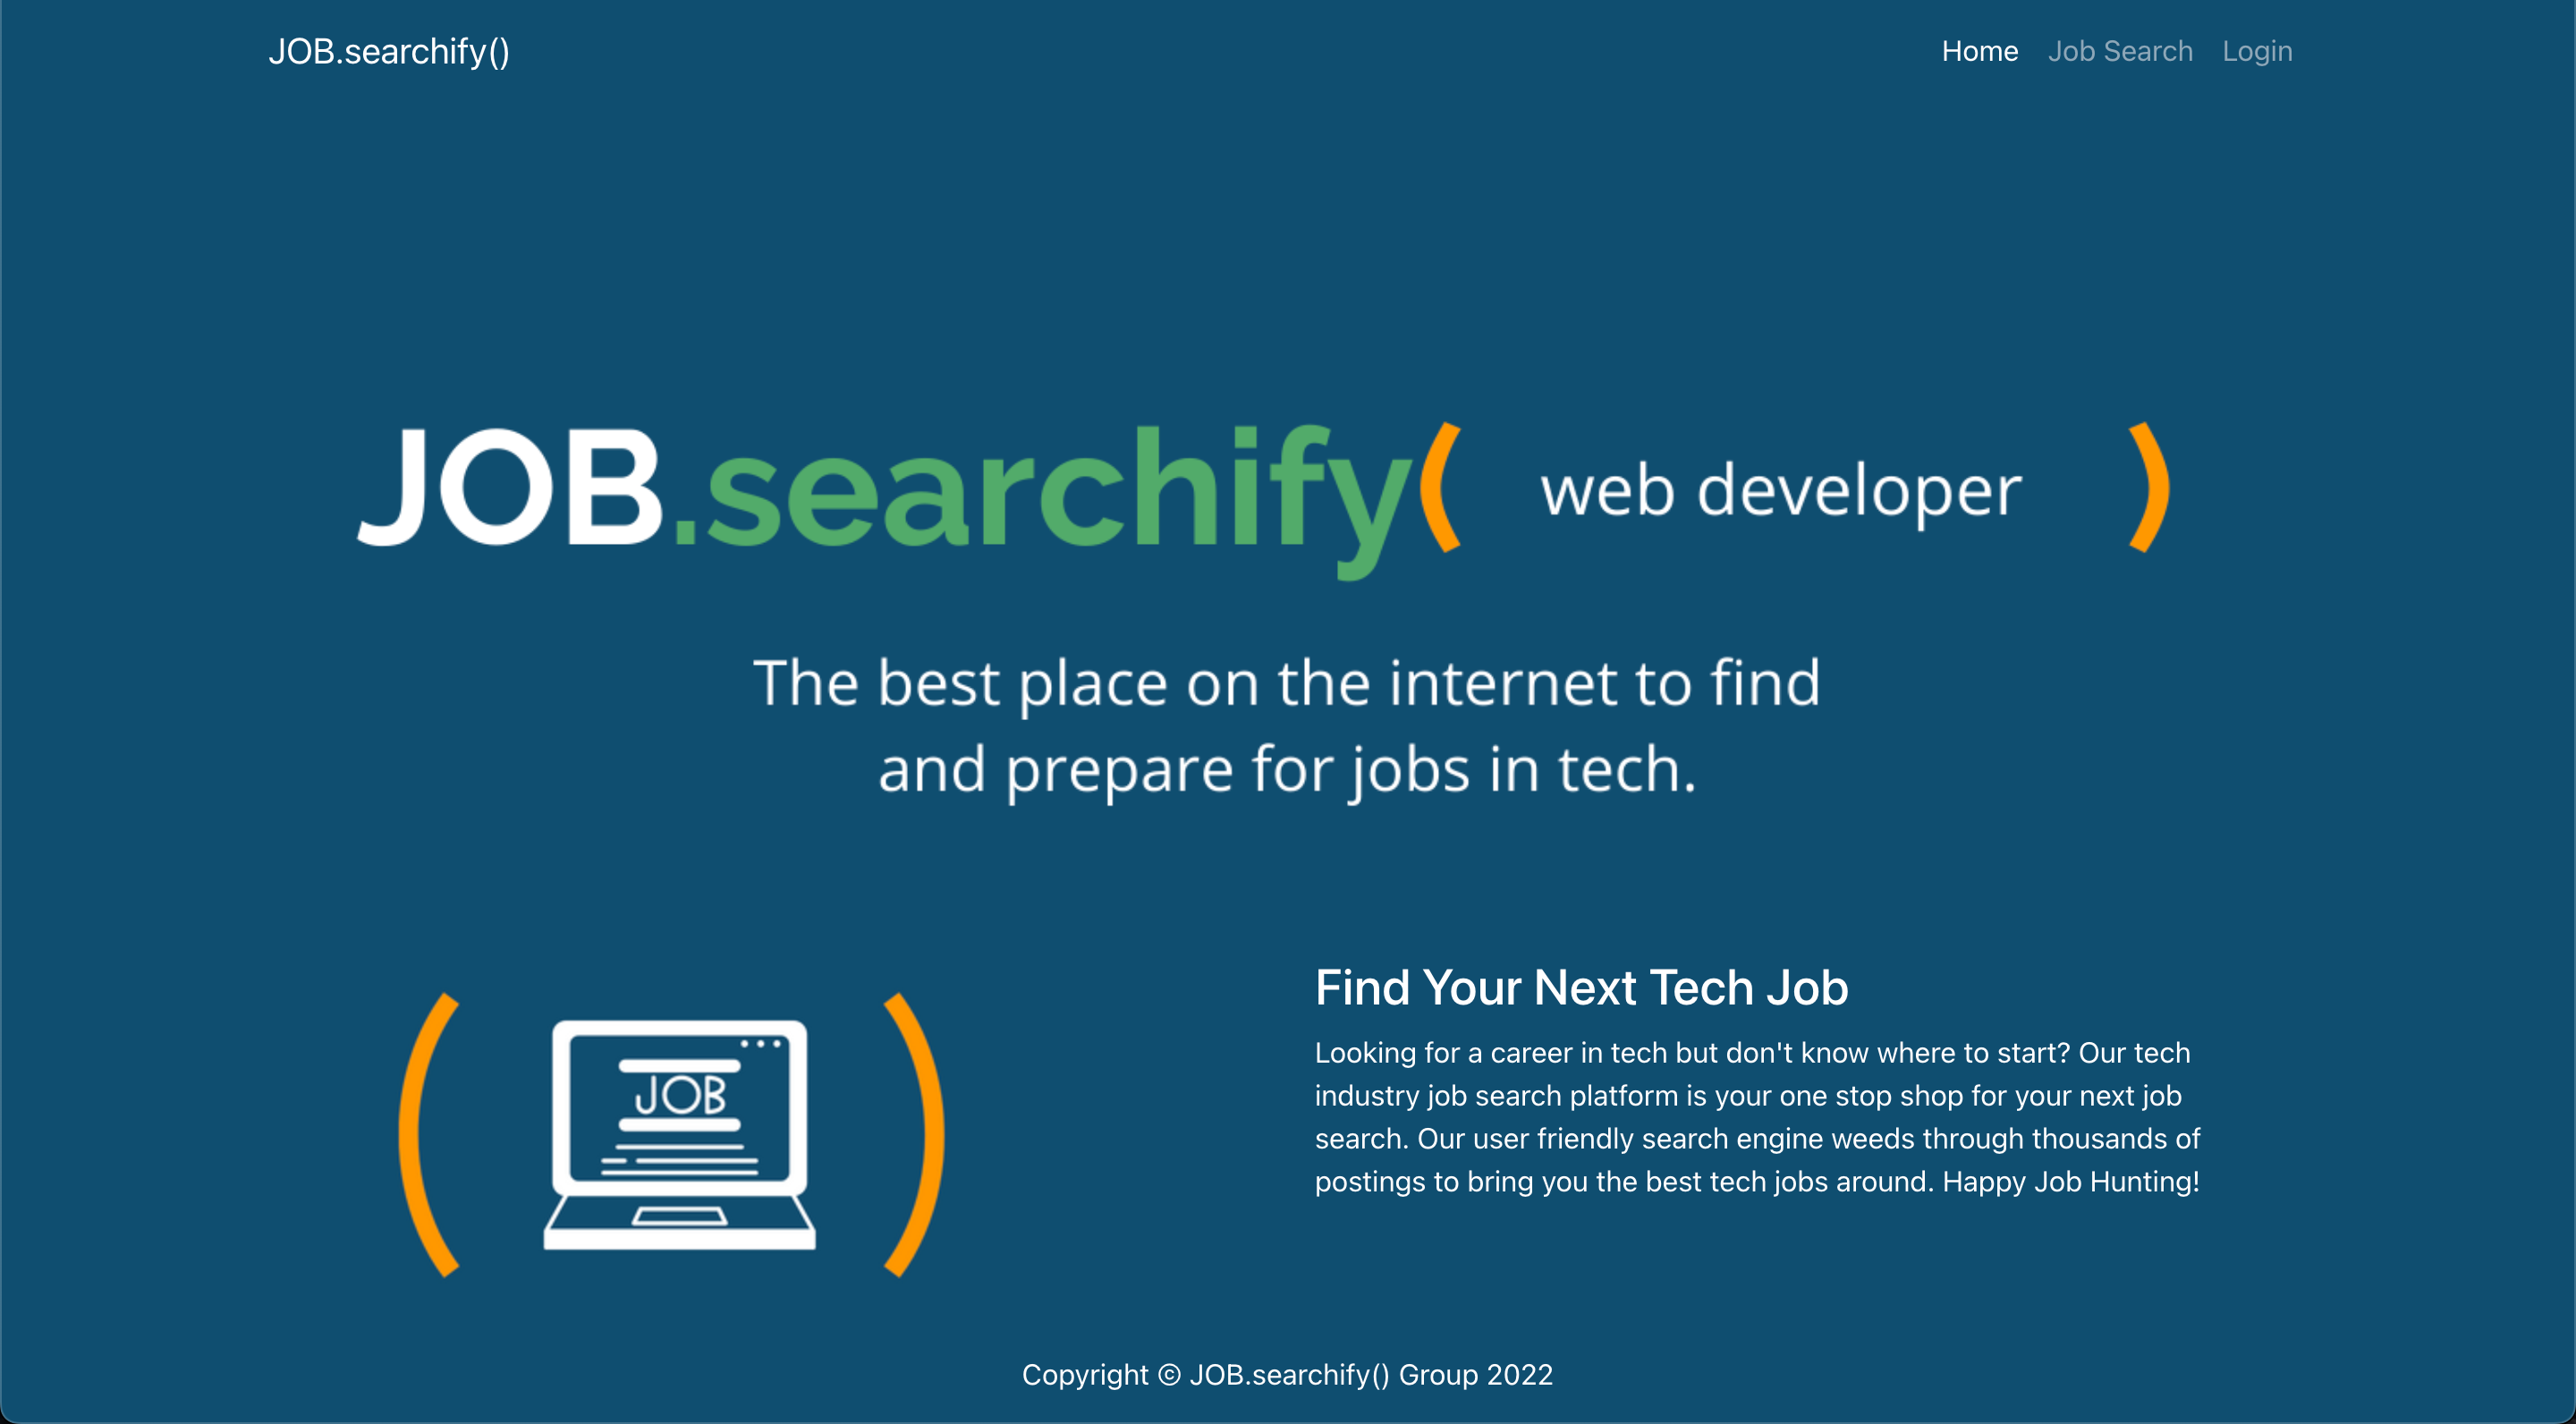 JOB.searchify()
Home Job Search Login
JOB.searchify( web developer )
The best place on the internet to find
and prepare for jobs in tech.
JOB
Find Your Next Tech Job
Looking for a career in tech but don't know where to start? Our tech
industry job search platform is your one stop shop for your next job
search. Our user friendly search engine weeds through thousands of
postings to bring you the best tech jobs around. Happy Job Hunting!
Copyright © JOB.searchify() Group 2022